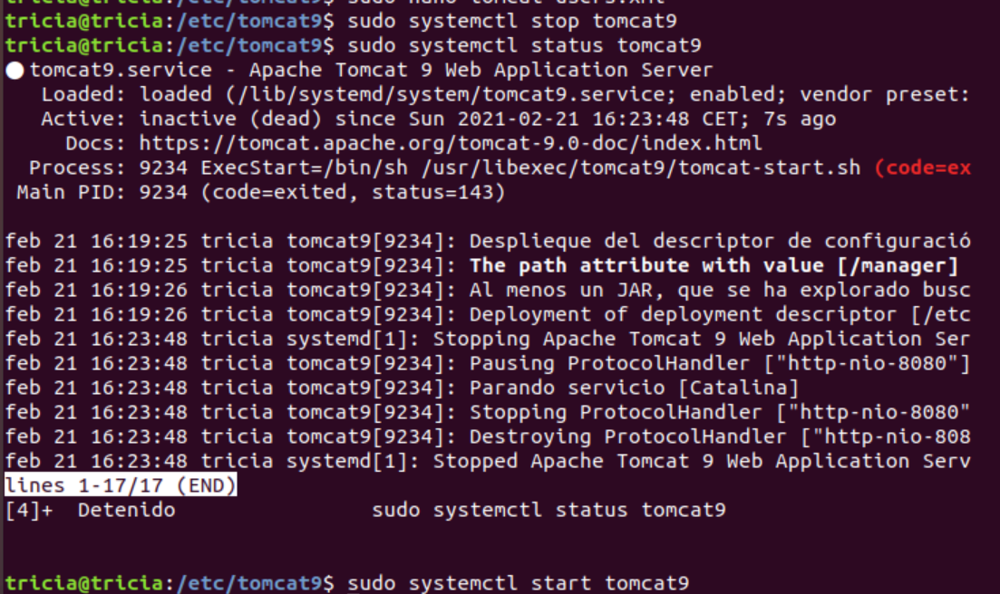 tricia@tricia:/etc/tomcat9$ sudo nano tomcat-users.xml
tricia@tricia:/etc/tomcat9$ sudo systemctl stop tomcat9
tricia@tricia:/etc/tomcat9$ sudo systemctl status tomcat9
● tomcat9.service - Apache Tomcat 9 Web Application Server
Loaded: loaded (/lib/systemd/system/tomcat9.service; enabled; vendor preset:
Active: inactive (dead) since Sun 2021-02-21 16:23:48 CET; 7s ago
Docs: https://tomcat.apache.org/tomcat-9.0-doc/index.html
Process: 9234 ExecStart=/bin/sh /usr/libexec/tomcat9/tomcat-start.sh (code=ex
Main PID: 9234 (code=exited, status=143)
feb 21 16:19:25 tricia tomcat9[9234]: Desplieque del descriptor de configuració
feb 21 16:19:25 tricia tomcat9[9234]: The path attribute with value [/manager]
feb 21 16:19:26 tricia tomcat9[9234]: Al menos un JAR, que se ha explorado busc
feb 21 16:19:26 tricia tomcat9[9234]: Deployment of deployment descriptor [/etc
feb 21 16:23:48 tricia systemd[1]: Stopping Apache Tomcat 9 Web Application Ser
feb 21 16:23:48 tricia tomcat9[9234]: Pausing ProtocolHandler ["http-nio-8080"]
feb 21 16:23:48 tricia tomcat9[9234]: Parando servicio [Catalina]
feb 21 16:23:48 tricia tomcat9[9234]: Stopping ProtocolHandler ["http-nio-8080"
feb 21 16:23:48 tricia tomcat9[9234]: Destroying ProtocolHandler ["http-nio-808
feb 21 16:23:48 tricia systemd[1]: Stopped Apache Tomcat 9 Web Application Serv
lines 1-17/17 (END)
[4]+  Detenido                sudo systemctl status tomcat9
tricia@tricia:/etc/tomcat9$ sudo systemctl start tomcat9